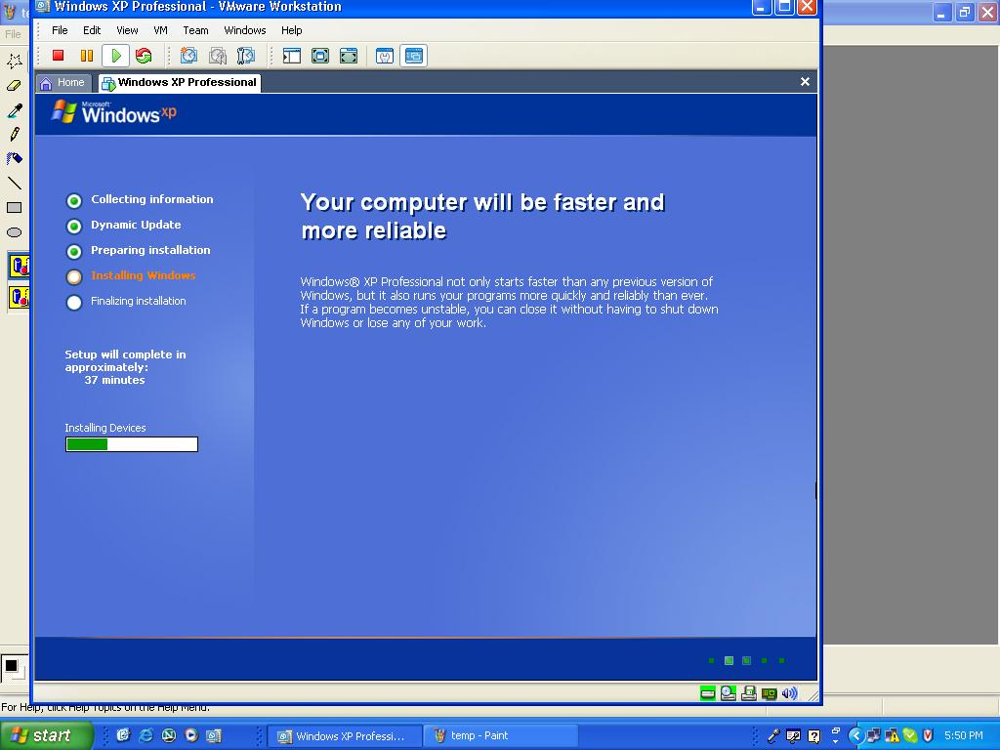 Windows XP Professional - VMware Workstation
File Edit View VM Team Windows Help
Home Windows XP Professional
Microsoft
Windows xp
Collecting information
Dynamic Update
Preparing installation
Installing Windows
Finalizing installation
Setup will complete in
approximately:
37 minutes
Installing Devices
Your computer will be faster and
more reliable
Windows® XP Professional not only starts faster than any previous version of
Windows, but it also runs your programs more quickly and reliably than ever.
If a program becomes unstable, you can close it without having to shut down
Windows or lose any of your work.
File
For Help, click Help Topics on the Help Menu.
start Windows XP Professi... temp - Paint 5:50 PM